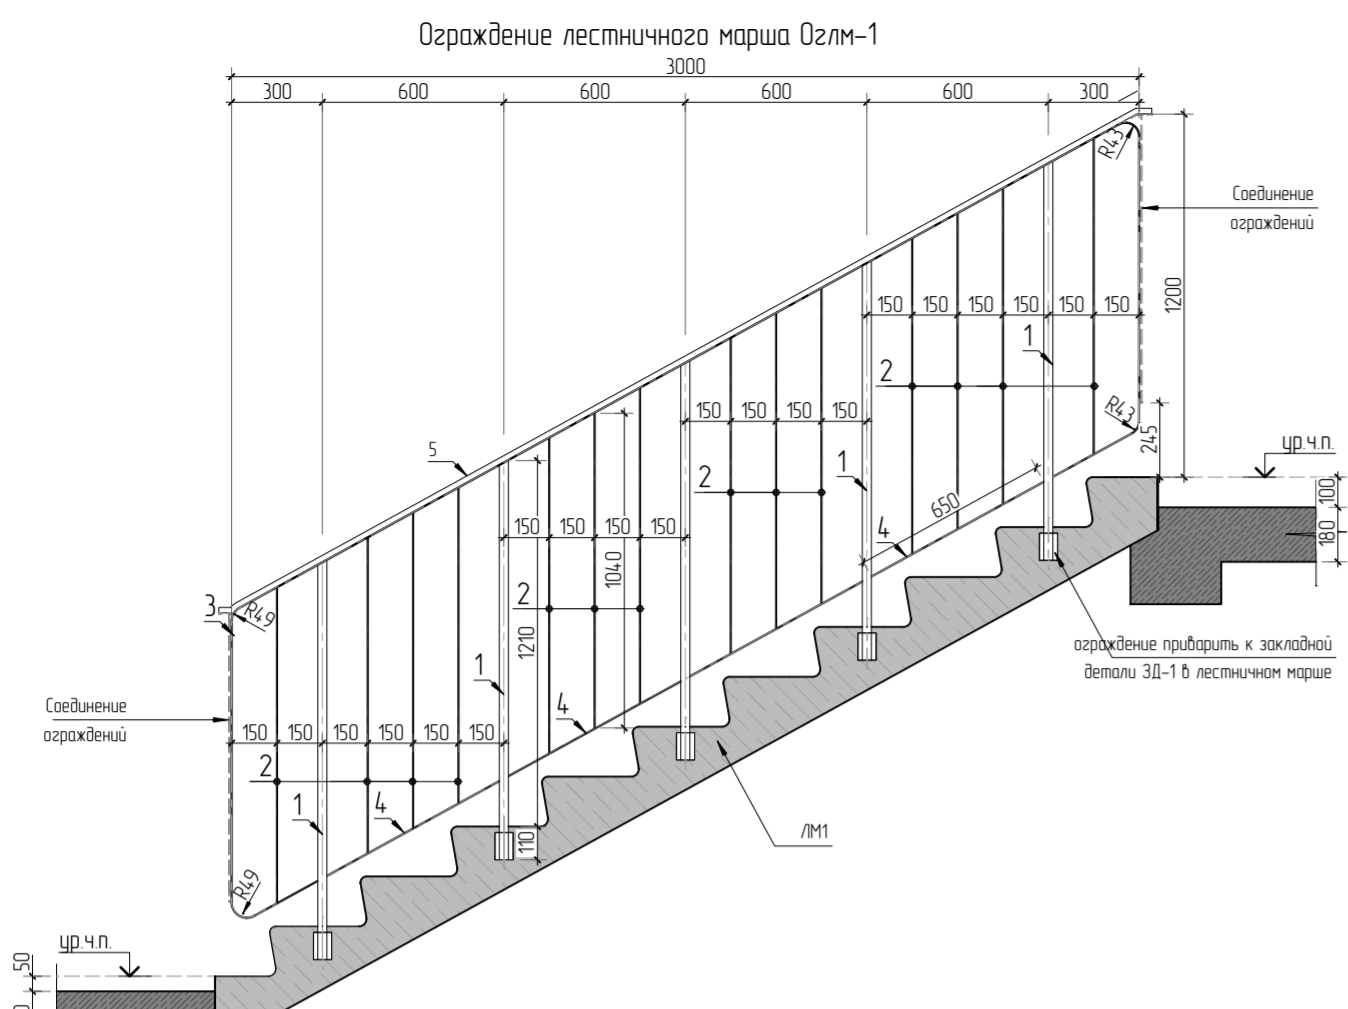 Ограждение лестничного марша Оглм-1
3000
300 600 600 600 600 300
R43
Соединение
ограждений
1200
150 150 150 150 150 150
1
2
R43
245
ур.ч.п.
150 150 150 150
5
1
2
650
100
180
4
150 150 150 150
1040
1210
2
3
R49
ограждение приварить к закладной
детали ЗД-1 в лестничном марше
1
4
Соединение
ограждений
150 150 150 150 150 150
2
1
4
110
ЛМ1
R49
ур.ч.п.
50